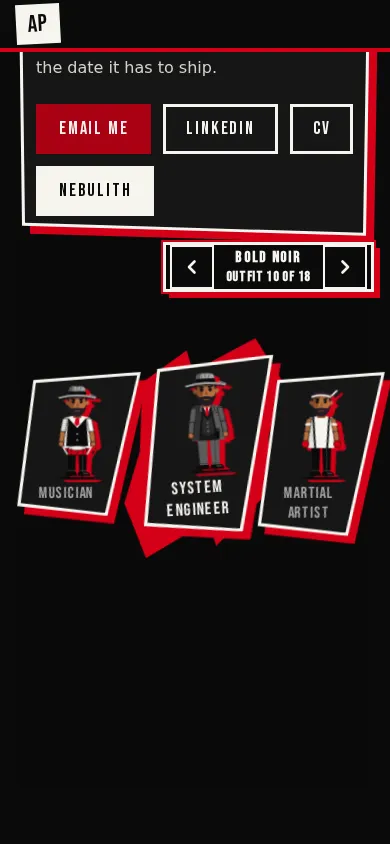 AP
the date it has to ship.
EMAIL ME
LINKEDIN
CV
NEBULITH
BOLD NOIR
OUTFIT 10 OF 18
MUSICIAN
SYSTEM
ENGINEER
MARTIAL
ARTIST